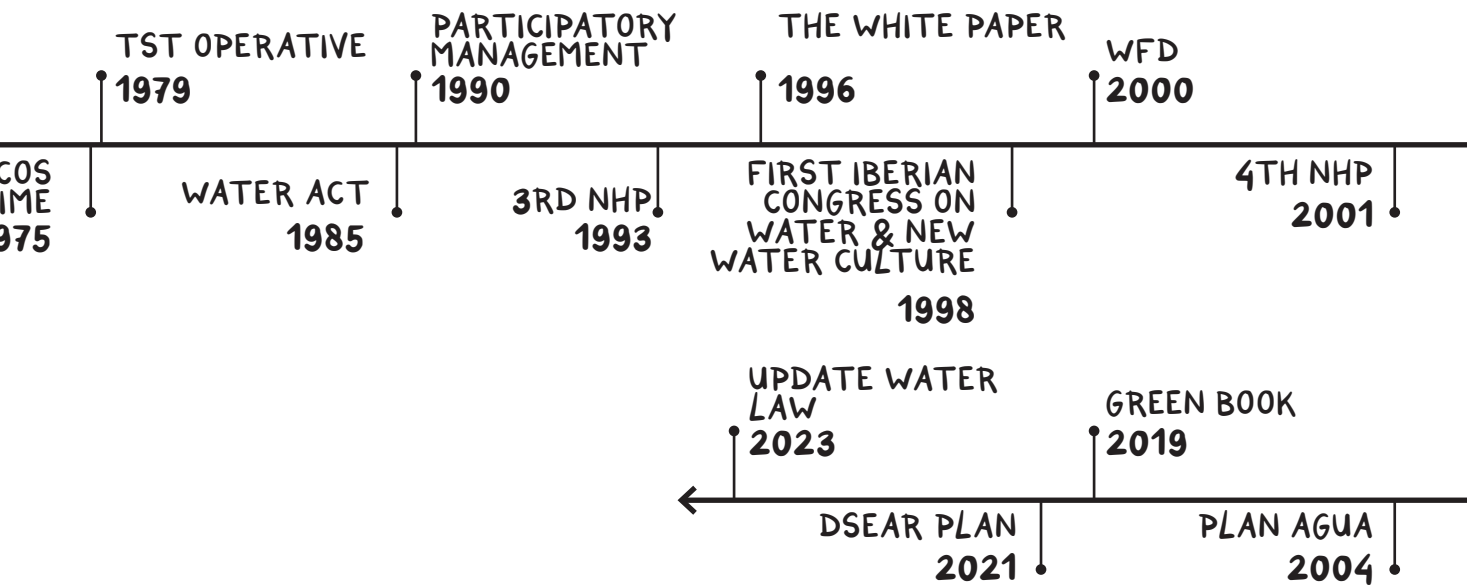 TST OPERATIVE
1979
PARTICIPATORY
MANAGEMENT
1990
THE WHITE PAPER
1996
WFD
2000
COS
IME
975
WATER ACT
1985
3RD NHP
1993
FIRST IBERIAN
CONGRESS ON
WATER & NEW
WATER CULTURE
1998
4TH NHP
2001
UPDATE WATER
LAW
2023
GREEN BOOK
2019
DSEAR PLAN
2021
PLAN AGUA
2004